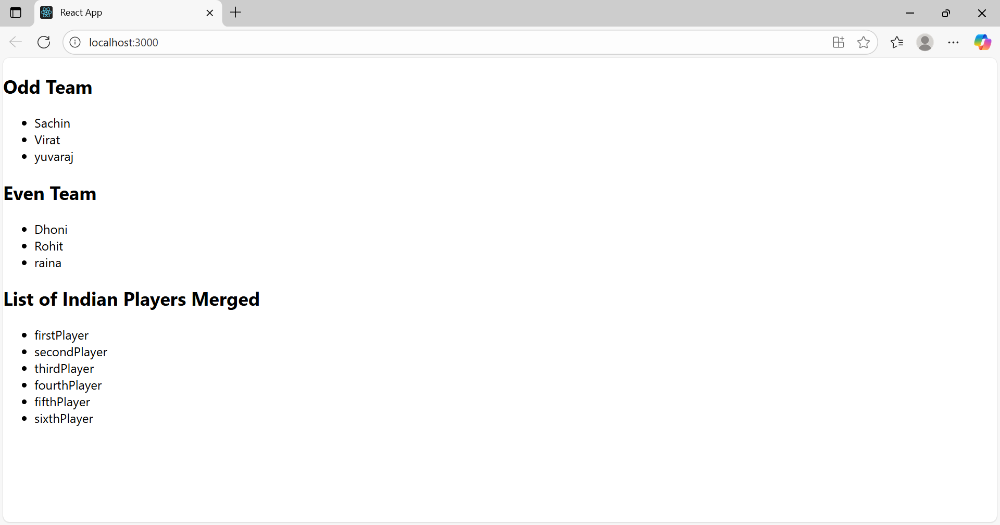 React App
localhost:3000
Odd Team
Sachin
Virat
yuvaraj
Even Team
Dhoni
Rohit
raina
List of Indian Players Merged
firstPlayer
secondPlayer
thirdPlayer
fourthPlayer
fifthPlayer
sixthPlayer